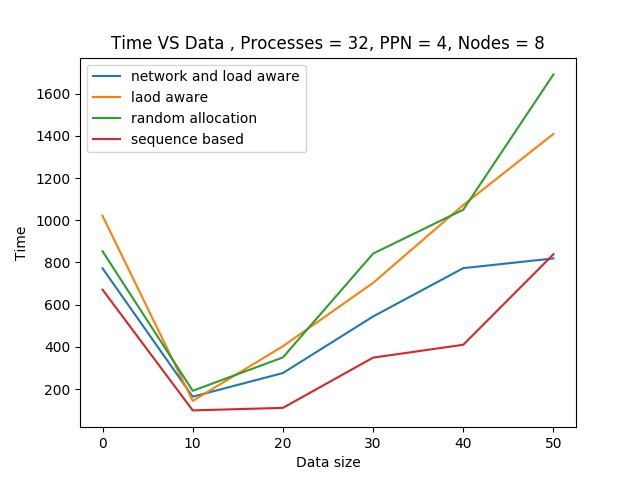 Time VS Data , Processes = 32, PPN = 4, Nodes = 8
network and load aware
laod aware
random allocation
sequence based
1600
1400
1200
1000
800
600
400
200
Time
0 10 20 30 40 50
Data size